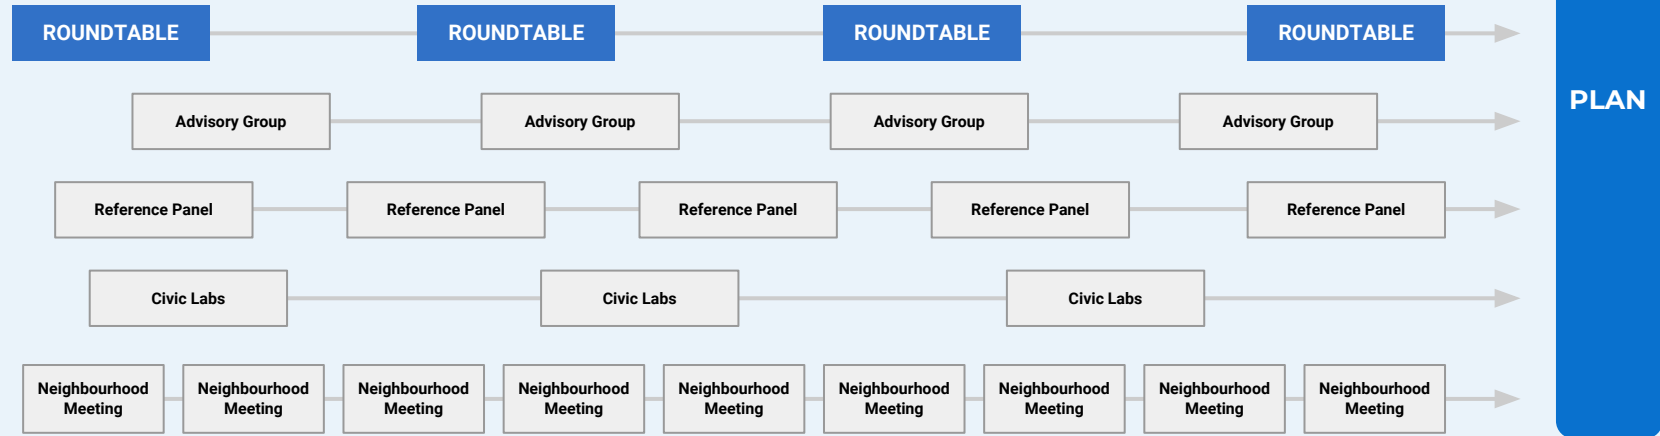 ROUNDTABLE ROUNDTABLE ROUNDTABLE ROUNDTABLE
PLAN
Advisory Group Advisory Group Advisory Group Advisory Group
Reference Panel Reference Panel Reference Panel Reference Panel Reference Panel
Civic Labs Civic Labs Civic Labs
Neighbourhood Neighbourhood Neighbourhood Neighbourhood Neighbourhood Neighbourhood Neighbourhood Neighbourhood Neighbourhood
Meeting Meeting Meeting Meeting Meeting Meeting Meeting Meeting Meeting